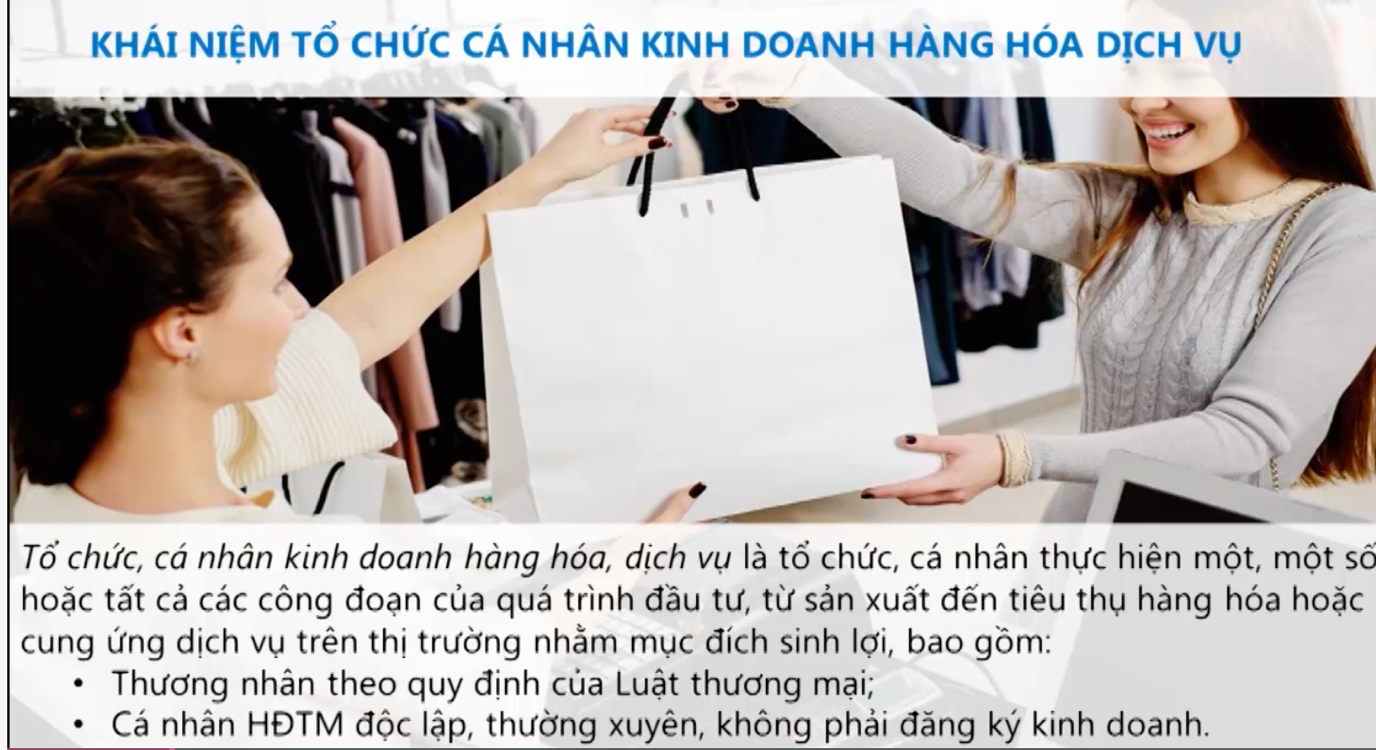 KHÁI NIỆM TỔ CHỨC CÁ NHÂN KINH DOANH HÀNG HÓA DỊCH VỤ
Tổ chức, cá nhân kinh doanh hàng hóa, dịch vụ là tổ chức, cá nhân thực hiện một, một số
hoặc tất cả các công đoạn của quá trình đầu tư, từ sản xuất đến tiêu thụ hàng hóa hoặc
cung ứng dịch vụ trên thị trường nhằm mục đích sinh lợi, bao gồm:
• Thương nhân theo quy định của Luật thương mại;
• Cá nhân HĐTM độc lập, thường xuyên, không phải đăng ký kinh doanh.